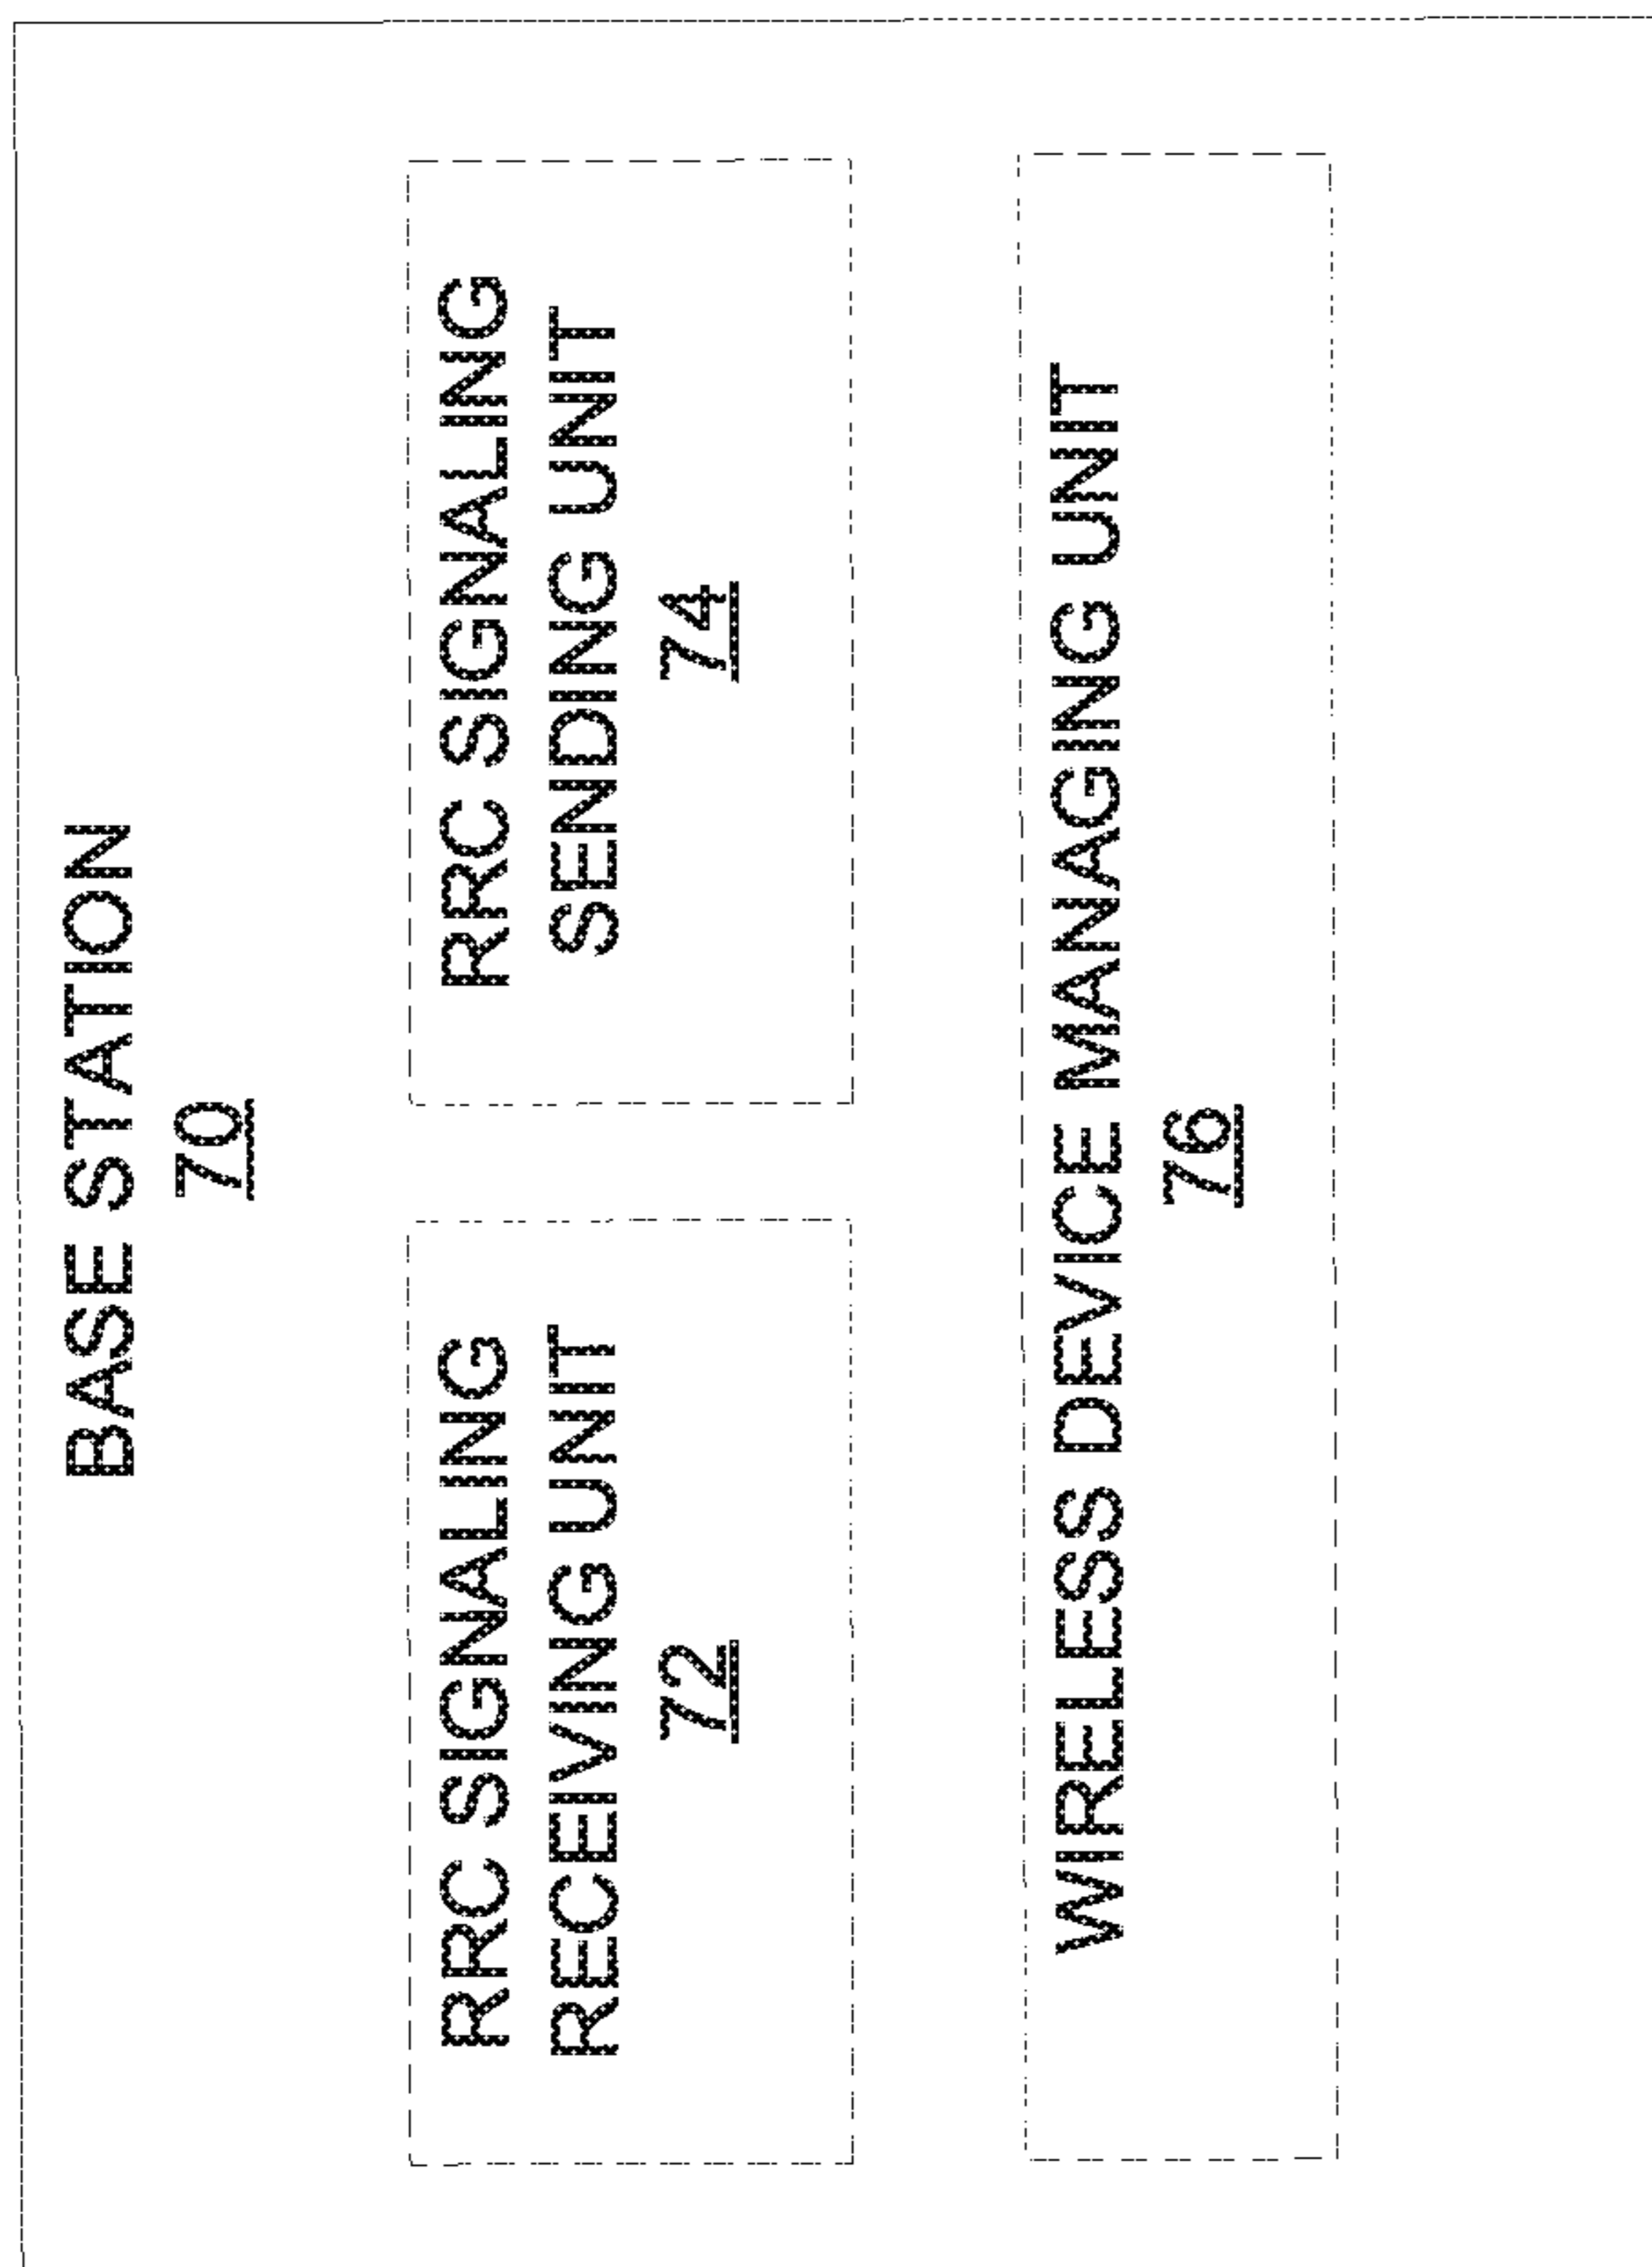 BASE STATION
70
RRC SIGNALING
RECEIVING UNIT
72
RRC SIGNALING
SENDING UNIT
74
WIRELESS DEVICE MANAGING UNIT
76